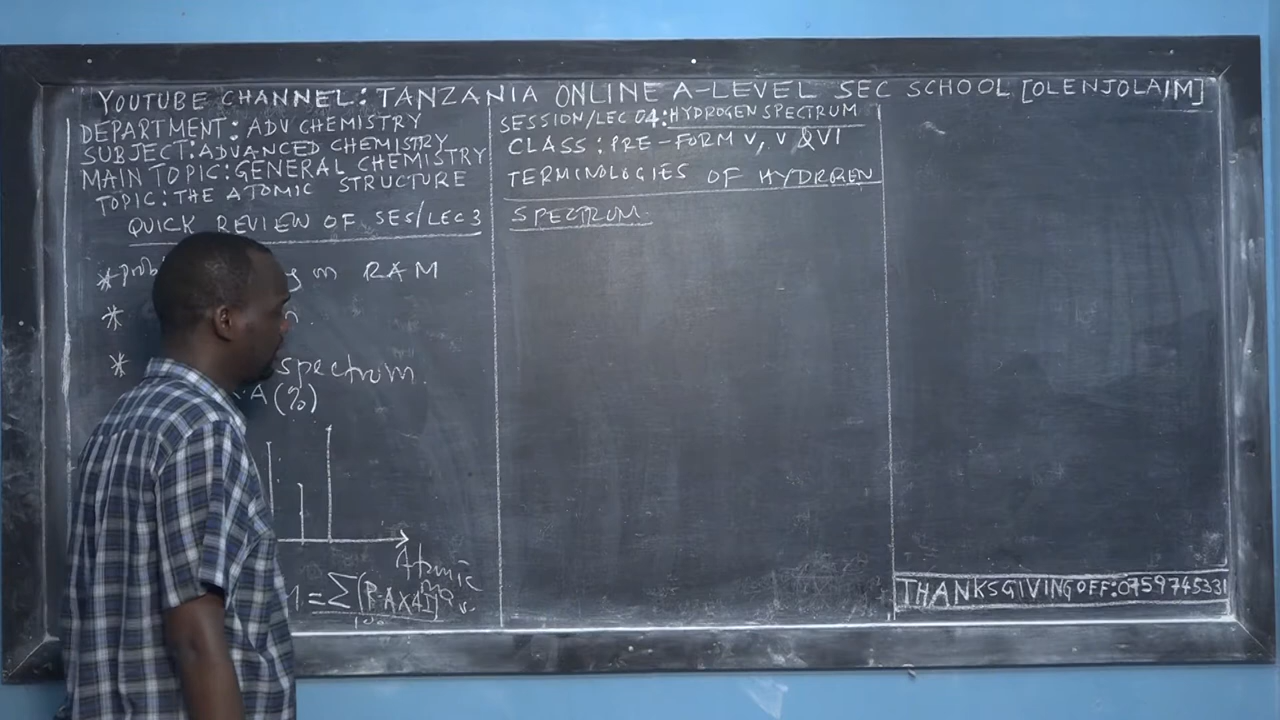 YOUTUBE CHANNEL: TANZANIA ONLINE A-LEVEL SEC SCHOOL [OLENJOLAIM]
DEPARTMENT: ADV CHEMISTRY
SUBJECT: ADVANCED CHEMISTRY
MAIN TOPIC: GENERAL CHEMISTRY
TOPIC: THE ATOMIC STRUCTURE
QUICK REVIEW OF SES/LEC 3
* on RAM
*
* spectrum.
A (%)
Atomic
= Σ
100
SESSION/LEC 04: HYDROGEN SPECTRUM
CLASS: PRE-FORM V, V & VI
TERMINOLOGIES OF HYDROGEN
SPECTRUM
THANKSGIVING OFF: 0759745331